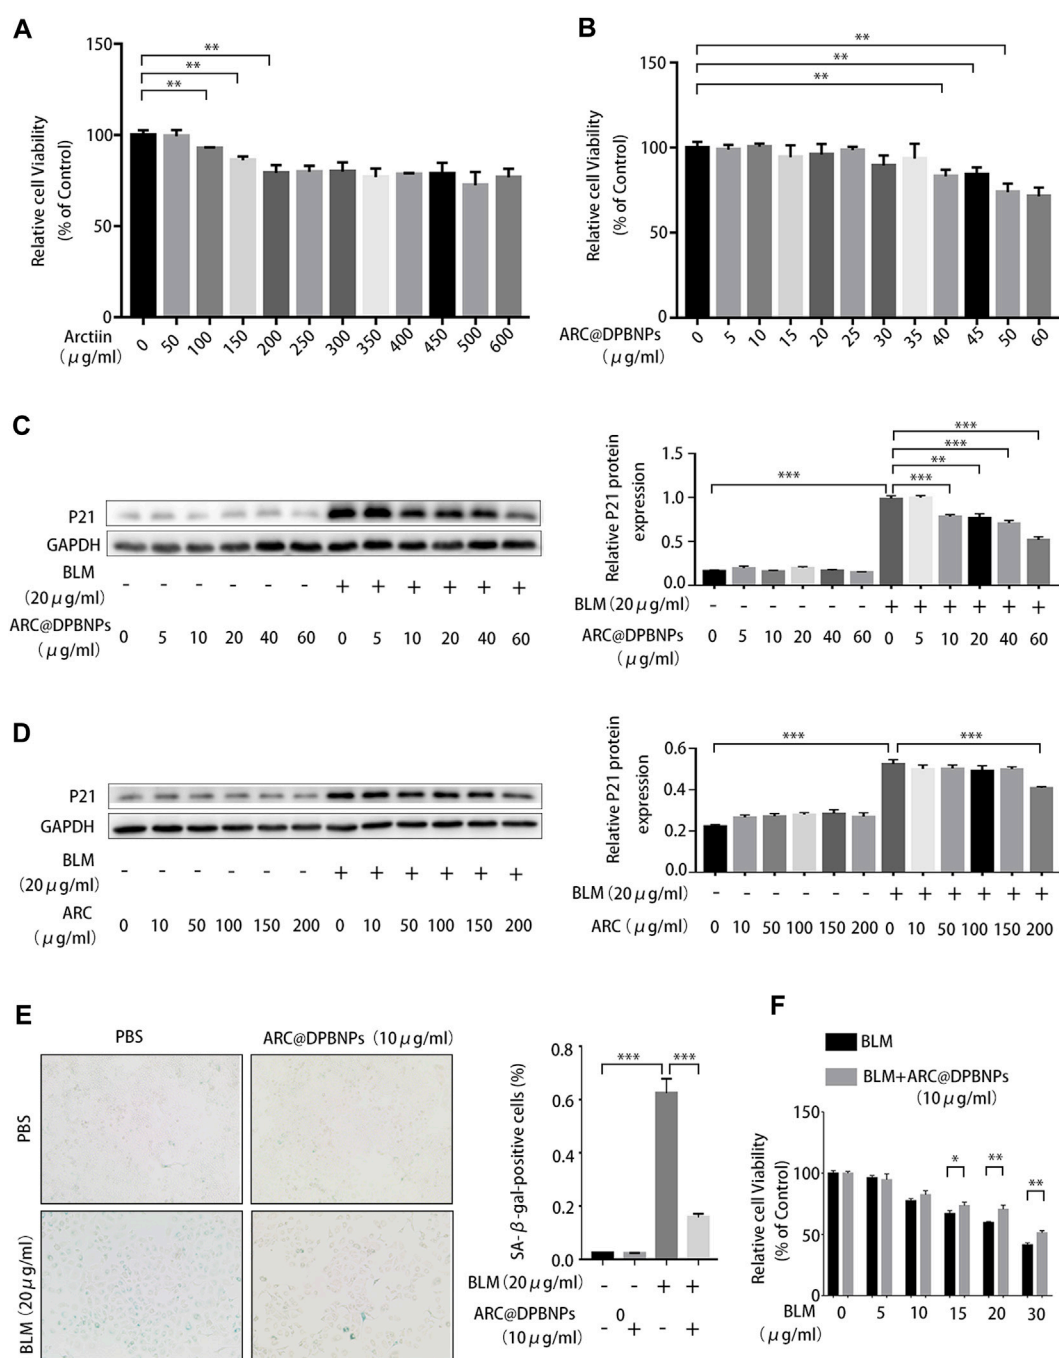 A
150
100
50
0
Relative cell Viability
(% of Control)
** 
**
**
Arctiin
(μg/ml)
0 50 100 150 200 250 300 350 400 450 500 600
B
150
100
50
0
Relative cell Viability
(% of Control)
**
**
**
ARC@DPBNPs
(μg/ml)
0 5 10 15 20 25 30 35 40 45 50 60
C
P21
GAPDH
BLM
(20μg/ml)
- - - - - - + + + + + +
ARC@DPBNPs
(μg/ml)
0 5 10 20 40 60 0 5 10 20 40 60
Relative P21 protein
expression
1.5
1.0
0.5
0.0
***
***
***
**
***
BLM (20μg/ml)
- - - - - - + + + + + +
ARC@DPBNPs
(μg/ml)
0 5 10 20 40 60 0 5 10 20 40 60
D
P21
GAPDH
BLM
(20μg/ml)
- - - - - - + + + + + +
ARC
(μg/ml)
0 10 50 100 150 200 0 10 50 100 150 200
Relative P21 protein
expression
0.6
0.4
0.2
0.0
*** ***
BLM (20μg/ml)
- - - - - - + + + + + +
ARC (μg/ml) 0 10 50 100 150 200 0 10 50 100 150 200
E
PBS ARC@DPBNPs (10μg/ml)
PBS
BLM (20μg/ml)
SA-β-gal-positive cells (%)
0.8
0.6
0.4
0.2
0.0
*** ***
BLM (20μg/ml) - - + +
0
ARC@DPBNPs
(10μg/ml) - + - +
F
BLM
BLM+ARC@DPBNPs
(10μg/ml)
Relative cell Viability
(% of Control)
150
100
50
0
* ** **
BLM
(μg/ml)
0 5 10 15 20 30